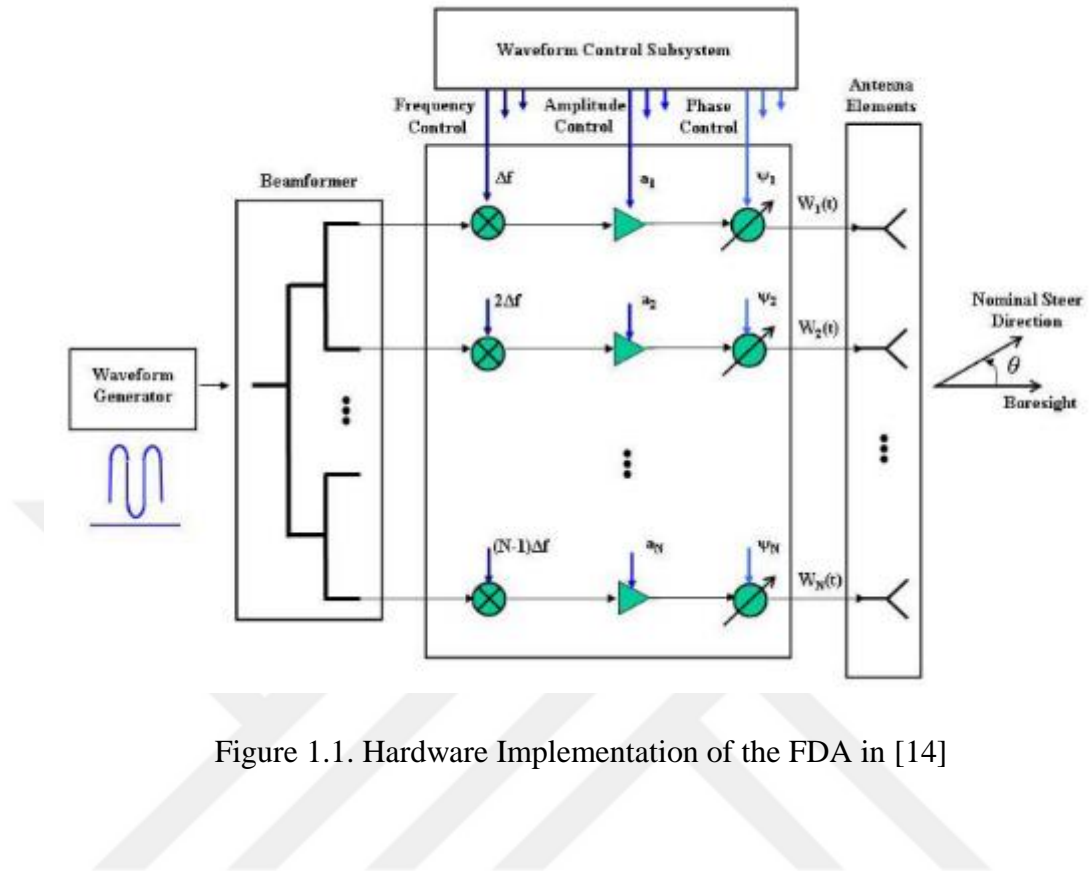 Waveform Control Subsystem
Frequency
Control
Amplitude
Control
Phase
Control
Antenna
Elements
Beamformer
Δf
a1
ψ1
W1(t)
2Δf
a2
ψ2
W2(t)
Nominal Steer
Direction
θ
Boresight
Waveform
Generator
(N-1)Δf
aN
ψN
WN(t)
Figure 1.1. Hardware Implementation of the FDA in [14]